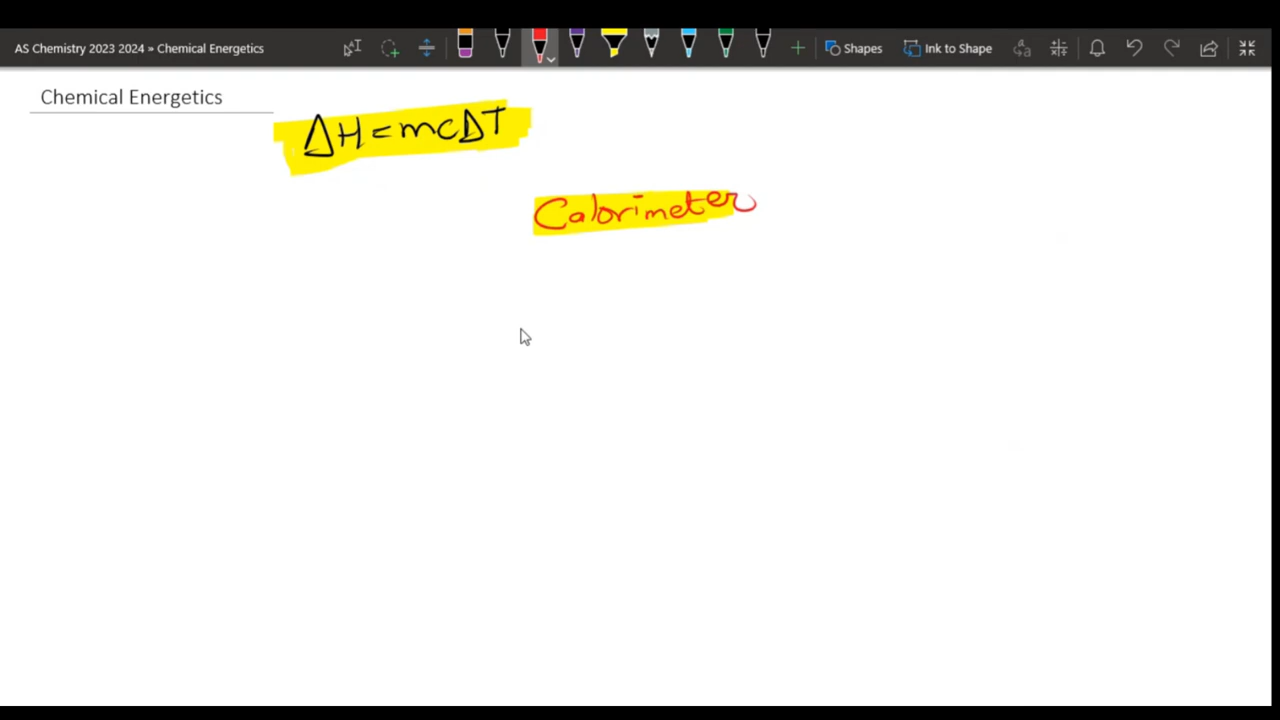 AS Chemistry 2023 2024 » Chemical Energetics
Shapes
Ink to Shape
Chemical Energetics
ΔH = mcΔT
Calorimeter